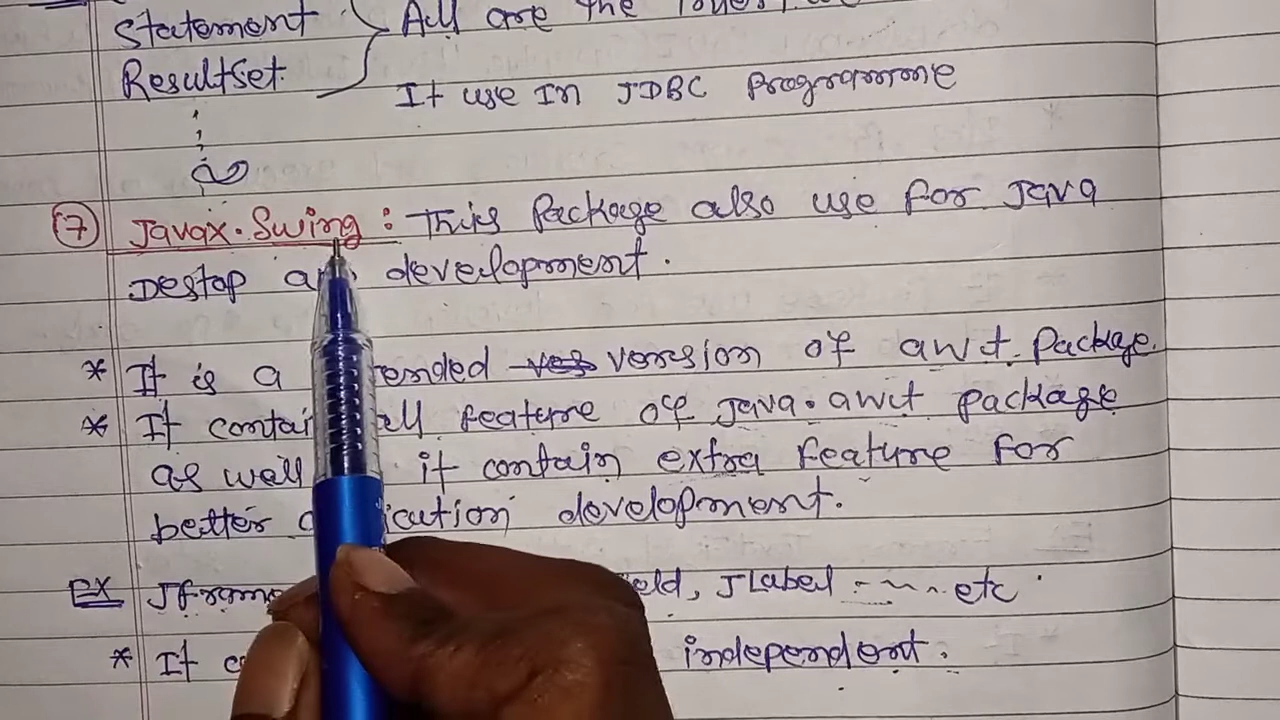 Statement All are the
ResultSet. It use In JDBC Programme
(7) Javax.Swing : This Package also use for Java
Destop development.
* It is a version of awt. Package.
* It feature of Java.awt package
as well it contain extra feature for
better development.
Ex JLabel ---- etc.
* It independent.